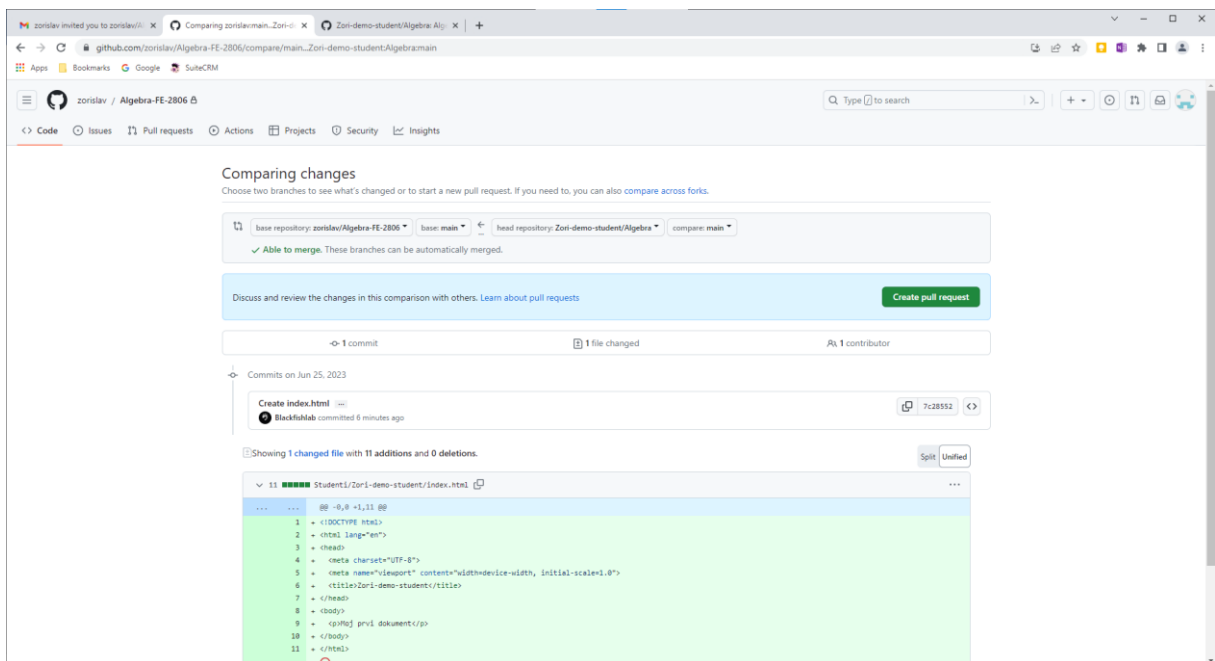 zorislav invited you to zorislav/Al
Comparing zorislav:main...Zori-d
Zori-demo-student/Algebra: Alg
github.com/zorislav/Algebra-FE-2806/compare/main...Zori-demo-student:Algebra:main
Apps Bookmarks Google SuiteCRM
zorislav / Algebra-FE-2806
Type / to search
Code Issues Pull requests Actions Projects Security Insights
Comparing changes
Choose two branches to see what's changed or to start a new pull request. If you need to, you can also compare across forks.
base repository: zorislav/Algebra-FE-2806 base: main ← head repository: Zori-demo-student/Algebra compare: main
✓ Able to merge. These branches can be automatically merged.
Discuss and review the changes in this comparison with others. Learn about pull requests
Create pull request
1 commit 1 file changed 1 contributor
Commits on Jun 25, 2023
Create index.html ...
Blackfishlab committed 6 minutes ago
7c28552 <>
Showing 1 changed file with 11 additions and 0 deletions.
Split Unified
11 Studenti/Zori-demo-student/index.html ...
... ... @@ -0,0 +1,11 @@
1 + <!DOCTYPE html>
2 + <html lang="en">
3 + <head>
4 + <meta charset="UTF-8">
5 + <meta name="viewport" content="width=device-width, initial-scale=1.0">
6 + <title>Zori-demo-student</title>
7 + </head>
8 + <body>
9 + <p>Moj prvi dokument</p>
10 + </body>
11 + </html>